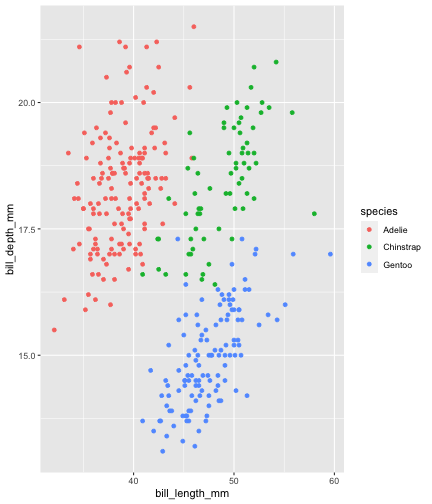 20.0
17.5
15.0
bill_depth_mm
40
50
60
bill_length_mm
species
Adelie
Chinstrap
Gentoo